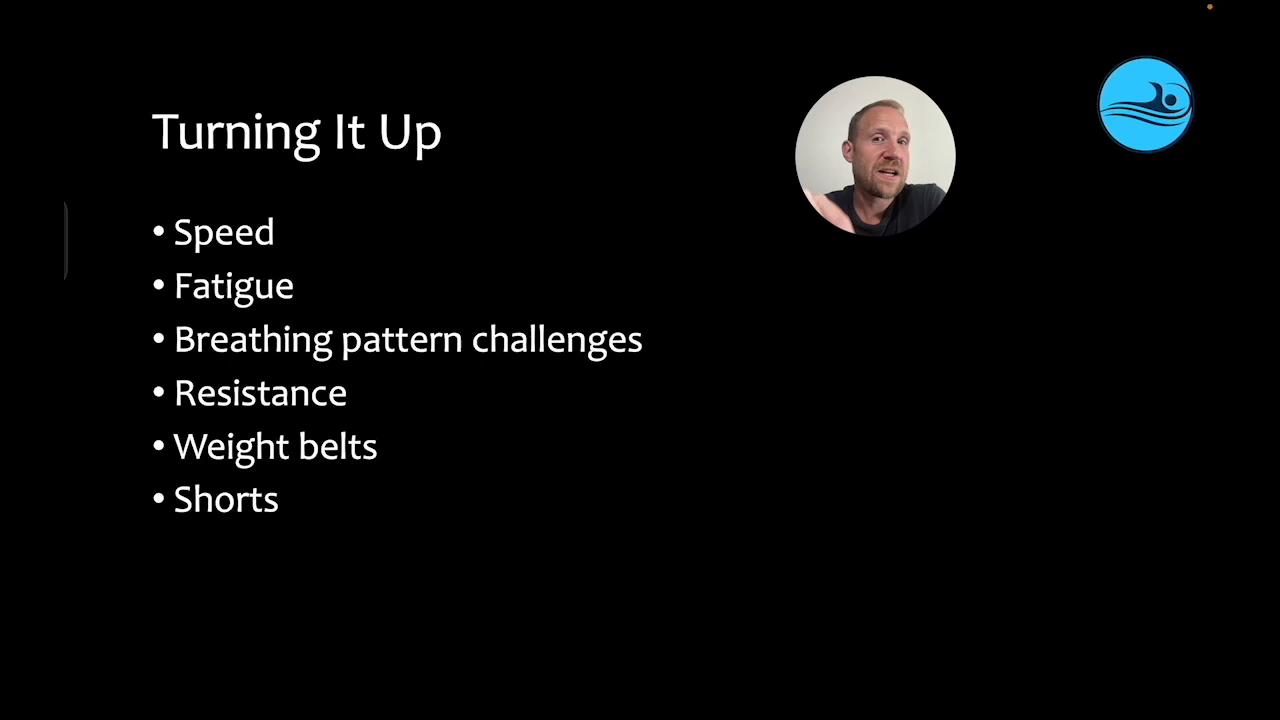 Turning It Up
• Speed
• Fatigue
• Breathing pattern challenges
• Resistance
• Weight belts
• Shorts